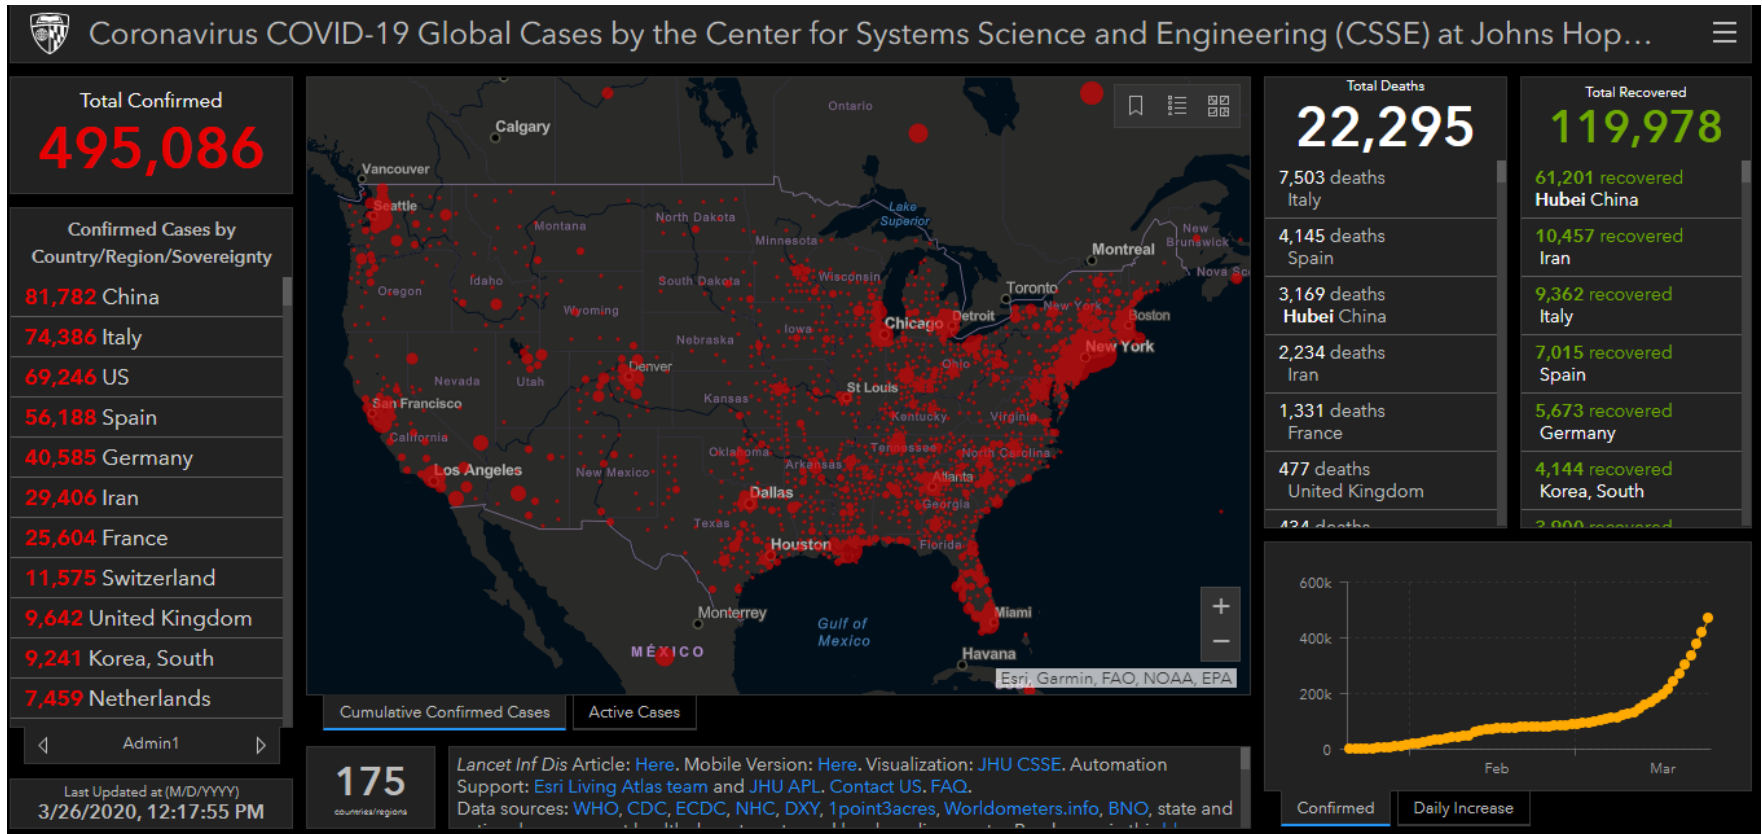 Coronavirus COVID-19 Global Cases by the Center for Systems Science and Engineering (CSSE) at Johns Hop...
Total Confirmed
495,086
Confirmed Cases by
Country/Region/Sovereignty
81,782 China
74,386 Italy
69,246 US
56,188 Spain
40,585 Germany
29,406 Iran
25,604 France
11,575 Switzerland
9,642 United Kingdom
9,241 Korea, South
7,459 Netherlands
Admin1
Last Updated at (M/D/YYYY)
3/26/2020, 12:17:55 PM
Ontario
Calgary
Vancouver
Seattle
Lake
Superior
North Dakota
Montana
Minnesota
New
Brunswick
Montreal
Nova Sc
Wisconsin
South Dakota
Idaho
Oregon
Toronto
Wyoming
New York
Boston
Detroit
Chicago
Iowa
Nebraska
New York
Ohio
Denver
Nevada
Utah
St Louis
Kansas
San Francisco
Kentucky
Virginia
California
Tennessee
North Carolina
Oklahoma
Arkansas
Los Angeles
New Mexico
Atlanta
Dallas
Georgia
Texas
Houston
Florida
Monterrey
Miami
Gulf of
Mexico
MÉXICO
Havana
+
−
Esri, Garmin, FAO, NOAA, EPA
Cumulative Confirmed Cases
Active Cases
175
countries/regions
Lancet Inf Dis Article: Here. Mobile Version: Here. Visualization: JHU CSSE. Automation
Support: Esri Living Atlas team and JHU APL. Contact US. FAQ.
Data sources: WHO, CDC, ECDC, NHC, DXY, 1point3acres, Worldometers.info, BNO, state and
Total Deaths
22,295
7,503 deaths
Italy
4,145 deaths
Spain
3,169 deaths
Hubei China
2,234 deaths
Iran
1,331 deaths
France
477 deaths
United Kingdom
434 deaths
Total Recovered
119,978
61,201 recovered
Hubei China
10,457 recovered
Iran
9,362 recovered
Italy
7,015 recovered
Spain
5,673 recovered
Germany
4,144 recovered
Korea, South
3,900 recovered
600k
400k
200k
0
Feb
Mar
Confirmed
Daily Increase